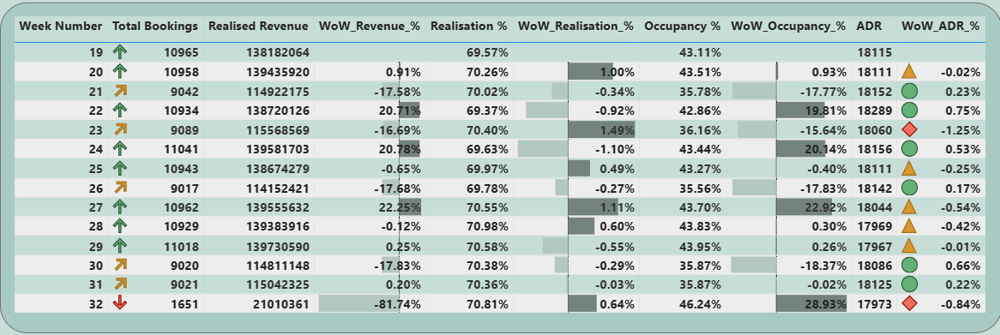 Week Number Total Bookings Realised Revenue WoW_Revenue_% Realisation % WoW_Realisation_% Occupancy % WoW_Occupancy_% ADR WoW_ADR_%
19 10965 138182064 69.57% 43.11% 18115
20 10958 139435920 0.91% 70.26% 1.00% 43.51% 0.93% 18111 -0.02%
21 9042 114922175 -17.58% 70.02% -0.34% 35.78% -17.77% 18152 0.23%
22 10934 138720126 20.71% 69.37% -0.92% 42.86% 19.81% 18289 0.75%
23 9089 115568569 -16.69% 70.40% 1.49% 36.16% -15.64% 18060 -1.25%
24 11041 139581703 20.78% 69.63% -1.10% 43.44% 20.14% 18156 0.53%
25 10943 138674279 -0.65% 69.97% 0.49% 43.27% -0.40% 18111 -0.25%
26 9017 114152421 -17.68% 69.78% -0.27% 35.56% -17.83% 18142 0.17%
27 10962 139555632 22.25% 70.55% 1.11% 43.70% 22.92% 18044 -0.54%
28 10929 139383916 -0.12% 70.98% 0.60% 43.83% 0.30% 17969 -0.42%
29 11018 139730590 0.25% 70.58% -0.55% 43.95% 0.26% 17967 -0.01%
30 9020 114811148 -17.83% 70.38% -0.29% 35.87% -18.37% 18086 0.66%
31 9021 115042325 0.20% 70.36% -0.03% 35.87% -0.02% 18125 0.22%
32 1651 21010361 -81.74% 70.81% 0.64% 46.24% 28.93% 17973 -0.84%